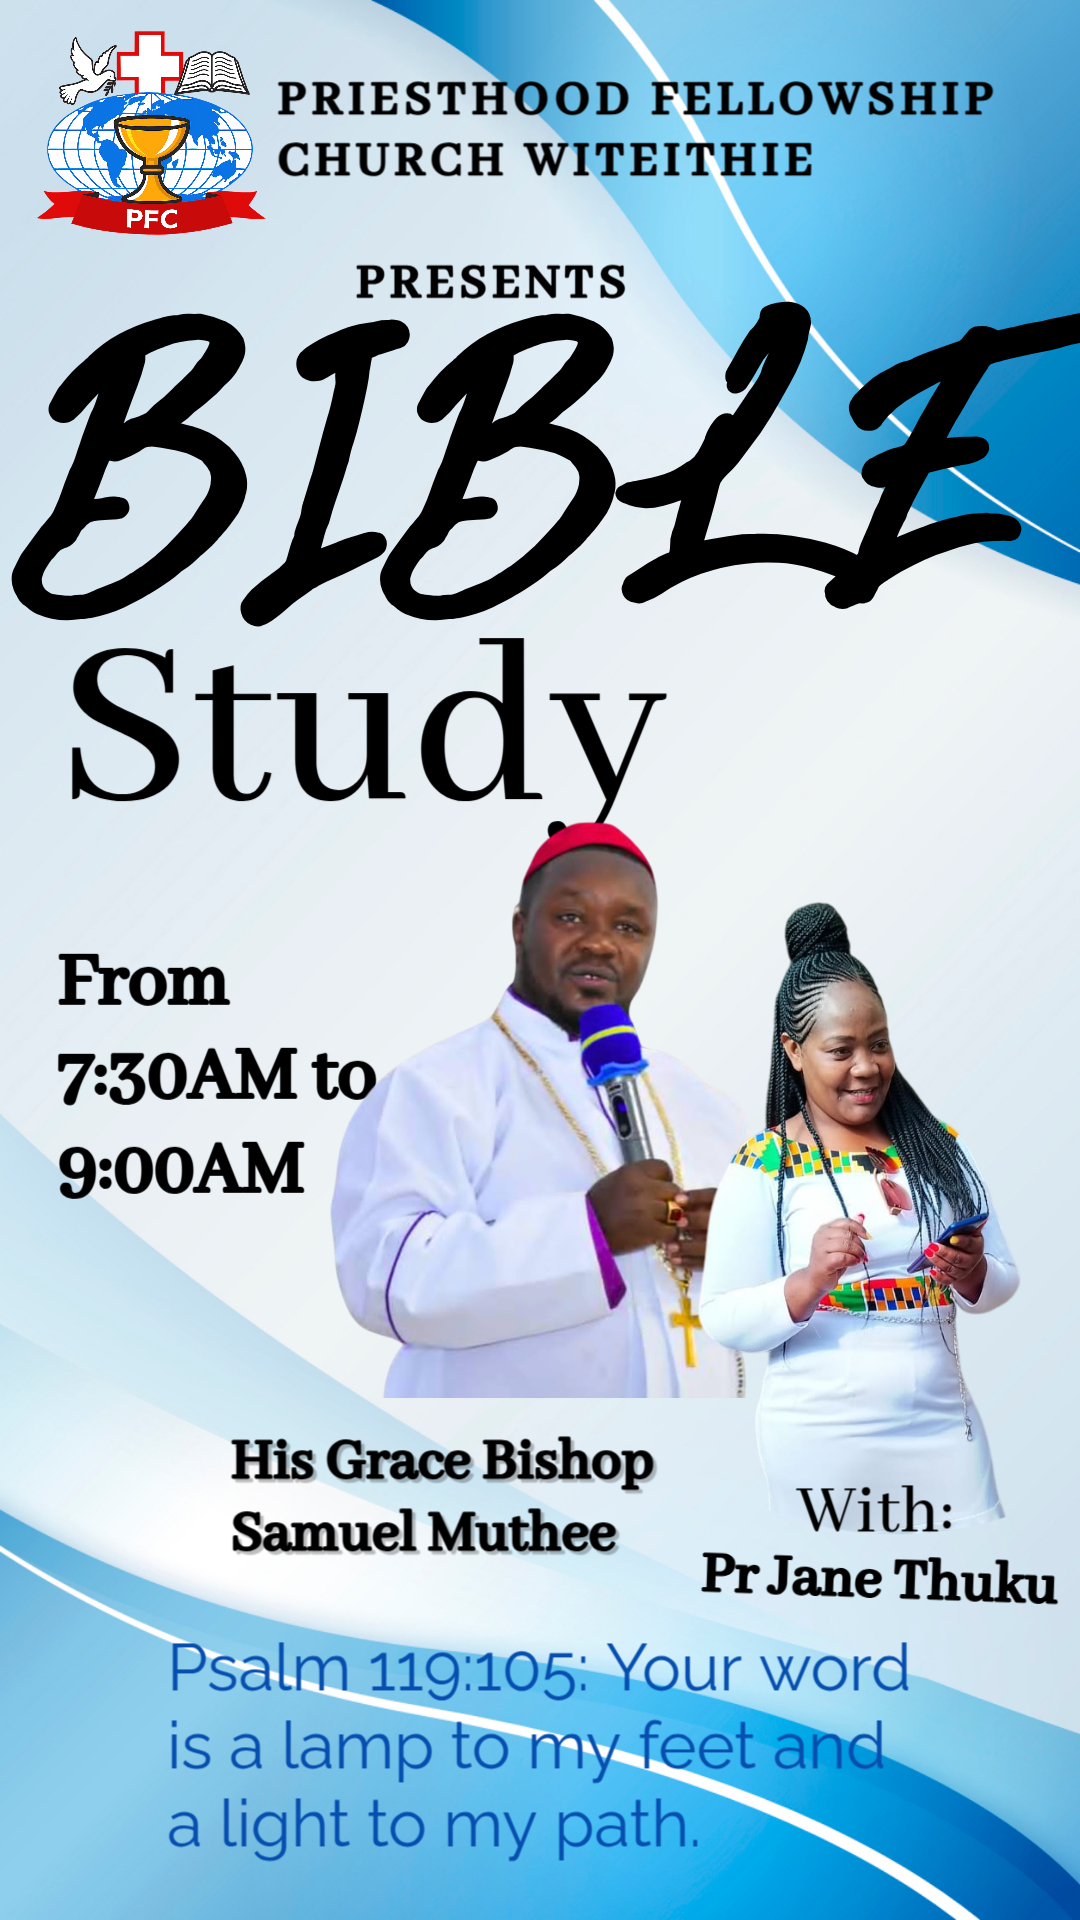 PFC
PRIESTHOOD FELLOWSHIP
CHURCH WITEITHIE
PRESENTS
BIBLE
Study
From
7:30AM to
9:00AM
His Grace Bishop
Samuel Muthee
With:
Pr Jane Thuku
Psalm 119:105: Your word
is a lamp to my feet and
a light to my path.